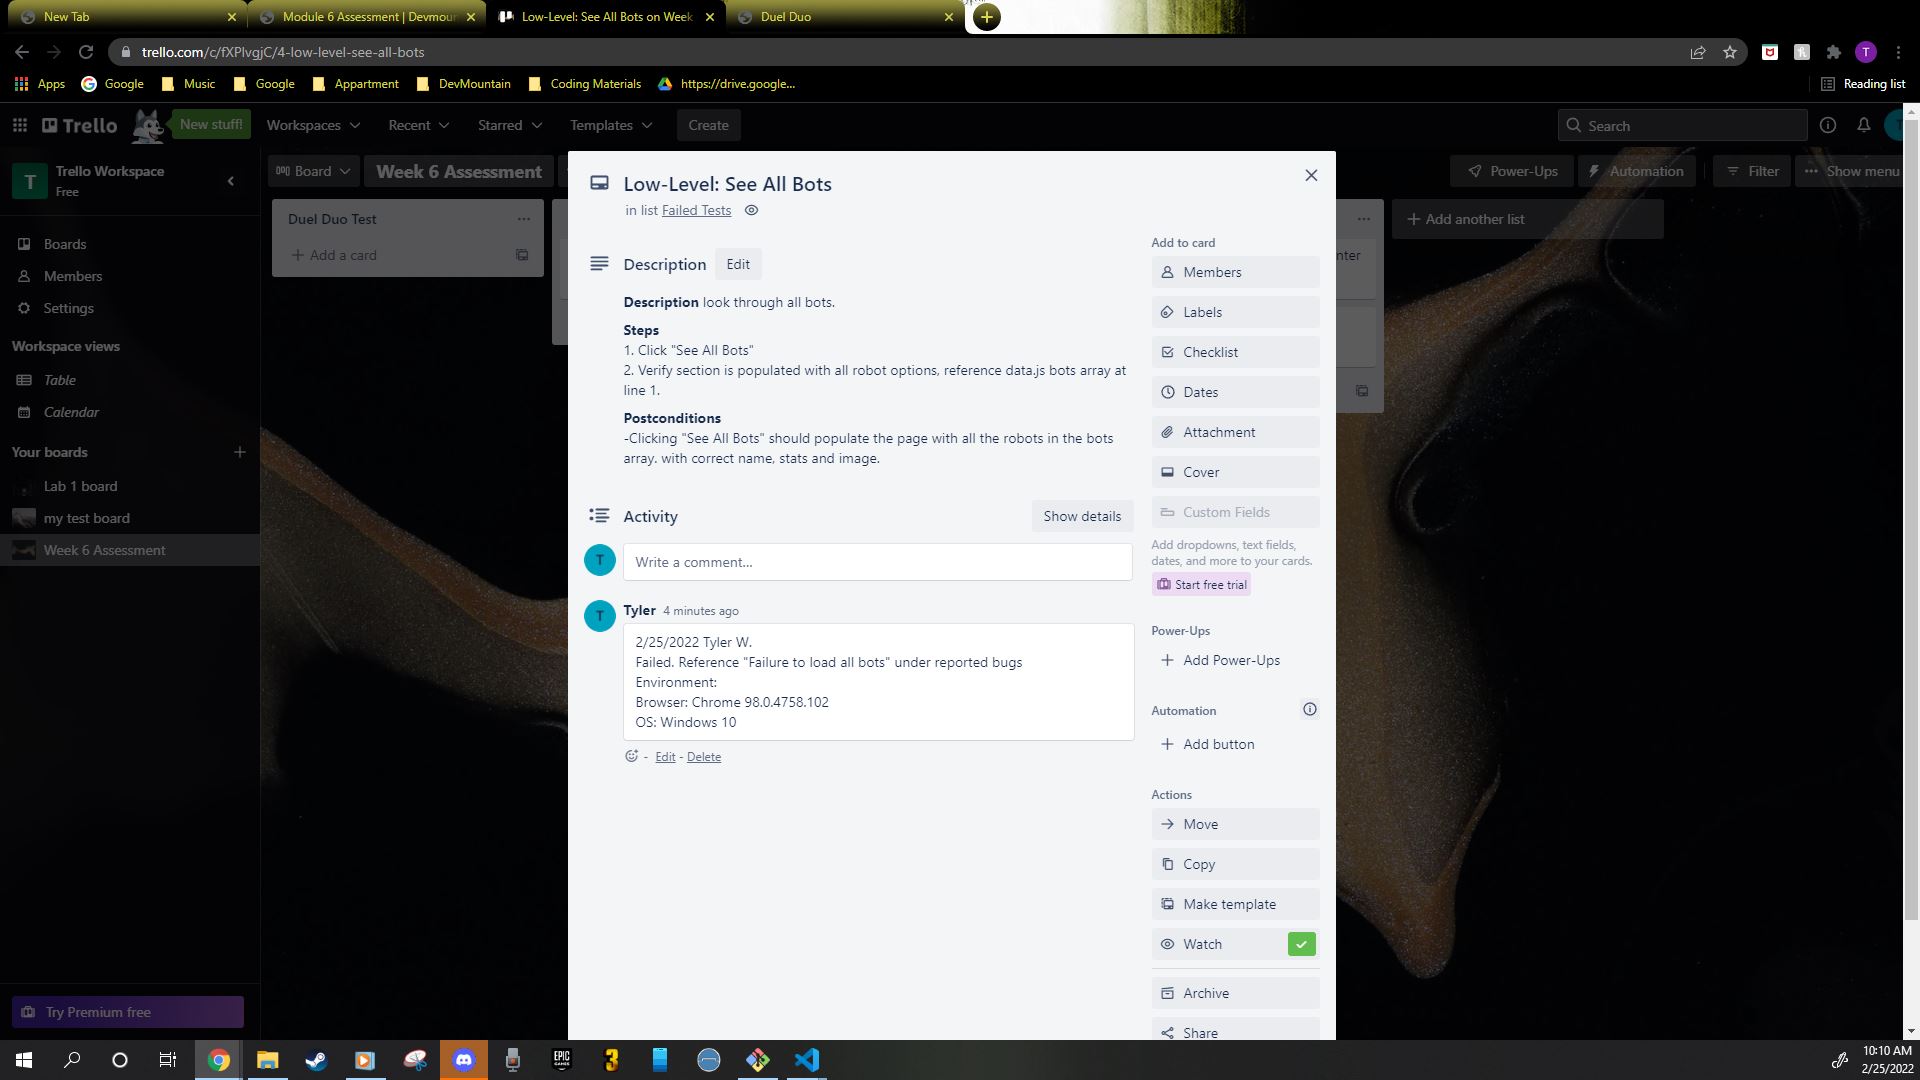 New Tab
Module 6 Assessment | Devmoun
Low-Level: See All Bots on Week
Duel Duo
trello.com/c/fXPlvgjC/4-low-level-see-all-bots
T
Apps
Google
Music
Google
Appartment
DevMountain
Coding Materials
https://drive.google...
Reading list
Trello
New stuff!
Workspaces
Recent
Starred
Templates
Create
Search
T
Trello Workspace
Free
Board
Week 6 Assessment
Power-Ups
Automation
Filter
Show menu
Boards
Members
Settings
Workspace views
Table
Calendar
Your boards
Lab 1 board
my test board
Week 6 Assessment
Try Premium free
Duel Duo Test
Add a card
Add another list
nter
Low-Level: See All Bots
in list Failed Tests
Description Edit
Description look through all bots.
Steps
1. Click "See All Bots"
2. Verify section is populated with all robot options, reference data.js bots array at
line 1.
Postconditions
-Clicking "See All Bots" should populate the page with all the robots in the bots
array. with correct name, stats and image.
Activity
Show details
T
Write a comment...
T
Tyler 4 minutes ago
2/25/2022 Tyler W.
Failed. Reference "Failure to load all bots" under reported bugs
Environment:
Browser: Chrome 98.0.4758.102
OS: Windows 10
- Edit - Delete
Add to card
Members
Labels
Checklist
Dates
Attachment
Cover
Custom Fields
Add dropdowns, text fields,
dates, and more to your cards.
Start free trial
Power-Ups
Add Power-Ups
Automation
Add button
Actions
Move
Copy
Make template
Watch
Archive
Share
EPIC
GAMES
3
10:10 AM
2/25/2022